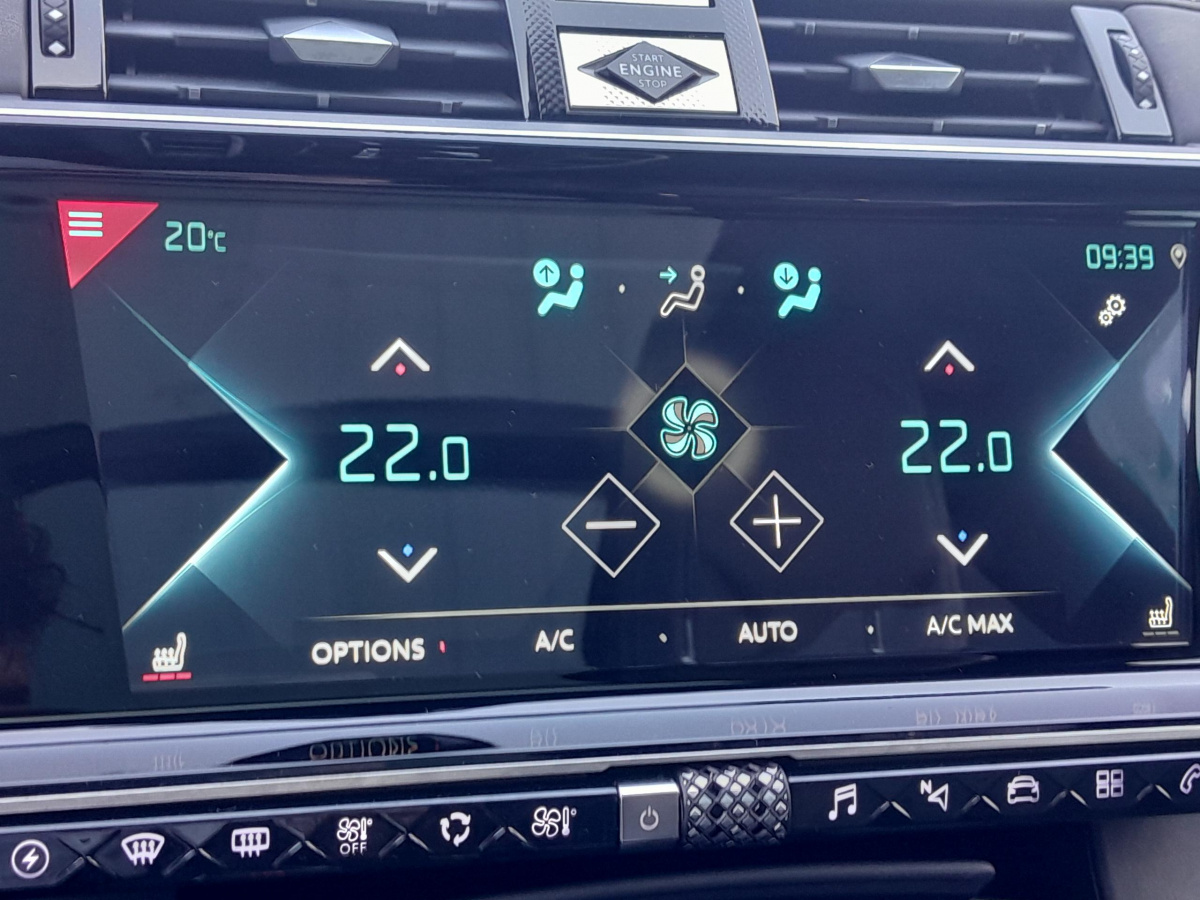 START
ENGINE
STOP
20°C
09:39
22.0
22.0
OPTIONS A/C AUTO A/C MAX
OFF
N